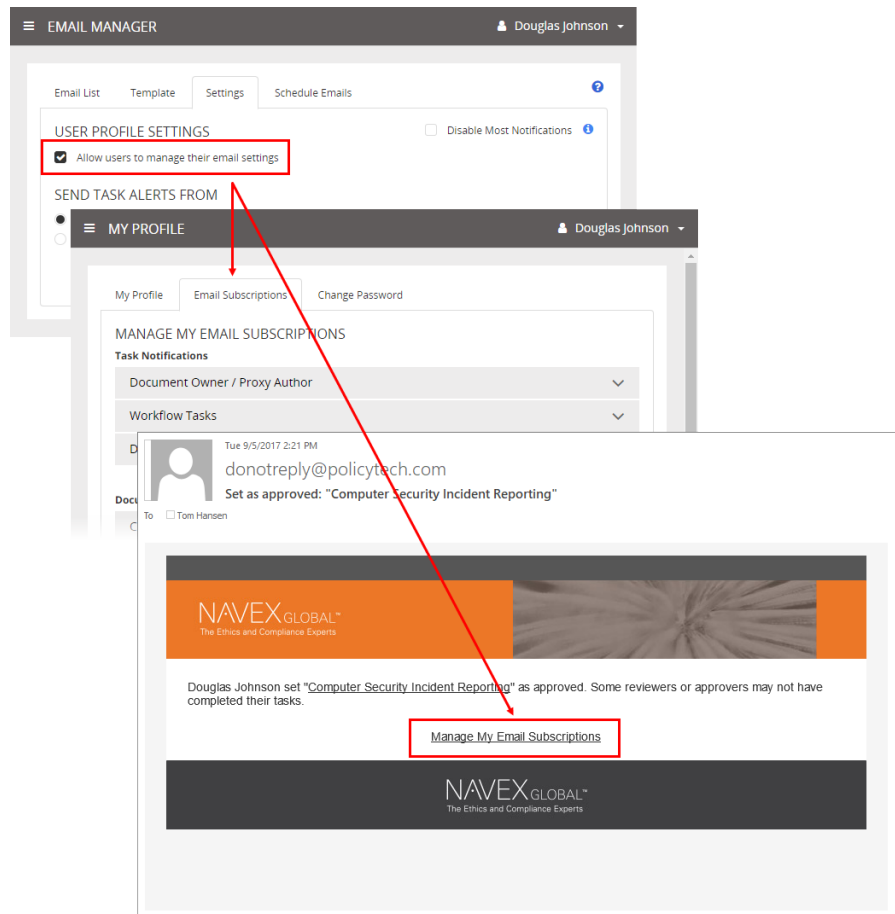 EMAIL MANAGER
Douglas Johnson
Email List Template Settings Schedule Emails
USER PROFILE SETTINGS
Disable Most Notifications
Allow users to manage their email settings
SEND TASK ALERTS FROM
MY PROFILE
Douglas Johnson
My Profile Email Subscriptions Change Password
MANAGE MY EMAIL SUBSCRIPTIONS
Task Notifications
Document Owner / Proxy Author
Workflow Tasks
Tue 9/5/2017 2:21 PM
donotreply@policytech.com
Set as approved: "Computer Security Incident Reporting"
To Tom Hansen
NAVEX GLOBAL™
The Ethics and Compliance Experts
Douglas Johnson set "Computer Security Incident Reporting" as approved. Some reviewers or approvers may not have
completed their tasks.
Manage My Email Subscriptions
NAVEX GLOBAL™
The Ethics and Compliance Experts